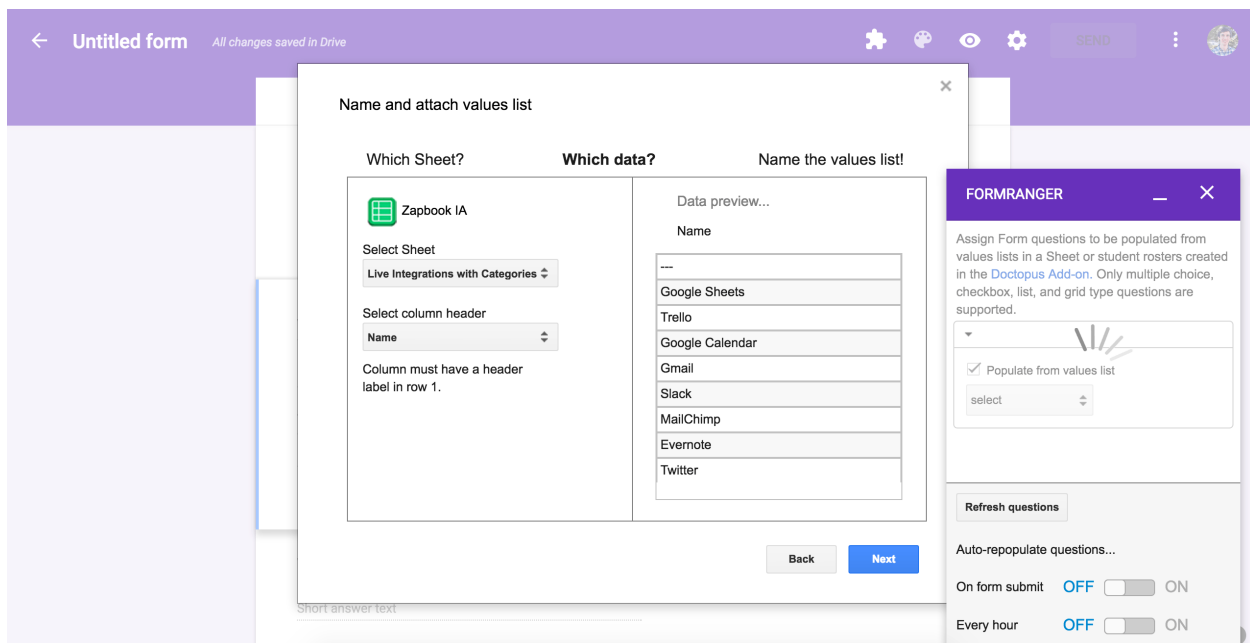 Untitled form
All changes saved in Drive
SEND
Name and attach values list
Which Sheet?
Which data?
Name the values list!
Zapbook IA
Select Sheet
Live Integrations with Categories
Select column header
Name
Column must have a header
label in row 1.
Data preview...
Name
---
Google Sheets
Trello
Google Calendar
Gmail
Slack
MailChimp
Evernote
Twitter
Back
Next
Short answer text
FORMRANGER
Assign Form questions to be populated from
values lists in a Sheet or student rosters created
in the Doctopus Add-on. Only multiple choice,
checkbox, list, and grid type questions are
supported.
Populate from values list
select
Refresh questions
Auto-repopulate questions...
On form submit OFF ON
Every hour OFF ON